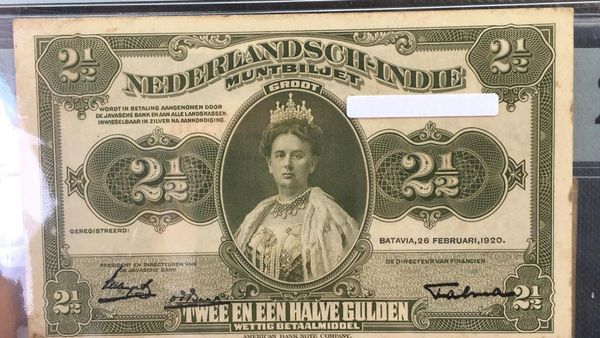 2½ 2½
NEDERLANDSCH-INDIE
MUNTBILJET
GROOT
WORDT IN BETALING AANGENOMEN DOOR
DE JAVASCHE BANK EN AAN ALLE LANDSKASSEN.
INWISSELBAAR IN ZILVER NA AANKONDIGING.
2½ 2½
GEREGISTREERD:
BATAVIA, 26 FEBRUARI, 1920.
PRESIDENT EN DIRECTEUREN
VAN JAVASCHE BANK
DE DIRECTEUR VAN FINANCIEN
2½ 2½
TWEE EN EEN HALVE GULDEN
WETTIG BETAALMIDDEL
AMERICAN BANK NOTE COMPANY.